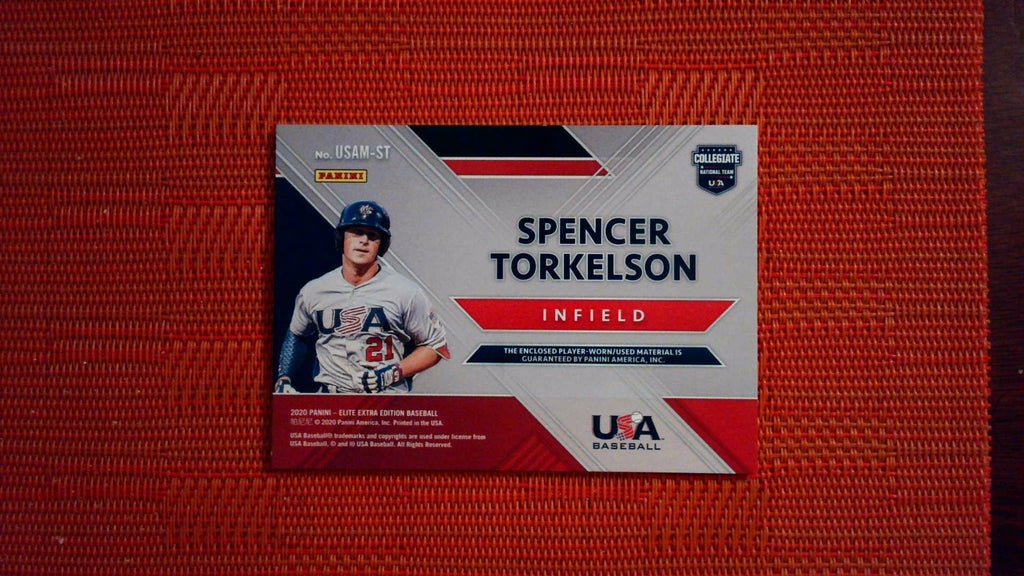 No. USAM-ST
PANINI
COLLEGIATE
NATIONAL TEAM
USA
SPENCER
TORKELSON
INFIELD
THE ENCLOSED PLAYER-WORN/USED MATERIAL IS
GUARANTEED BY PANINI AMERICA, INC.
USA
21
2020 PANINI – ELITE EXTRA EDITION BASEBALL
帕尼尼 © 2020 Panini America, Inc. Printed in the USA.
USA Baseball® trademarks and copyrights are used under license from
USA Baseball. © and ® USA Baseball. All Rights Reserved.
USA
BASEBALL